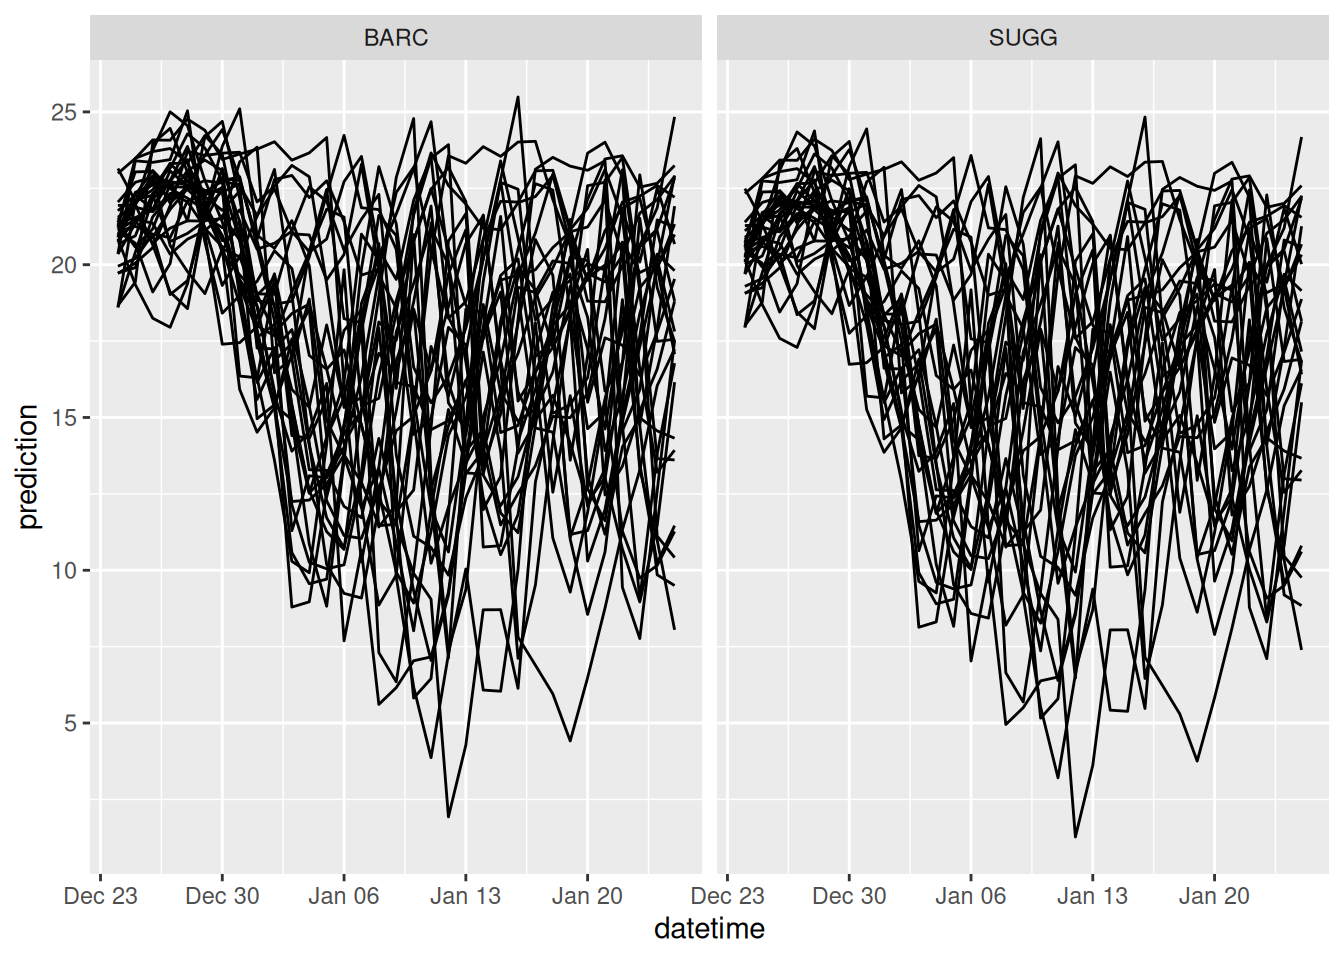 BARC
SUGG
25
20
15
10
5
prediction
Dec 23
Dec 30
Jan 06
Jan 13
Jan 20
Dec 23
Dec 30
Jan 06
Jan 13
Jan 20
datetime